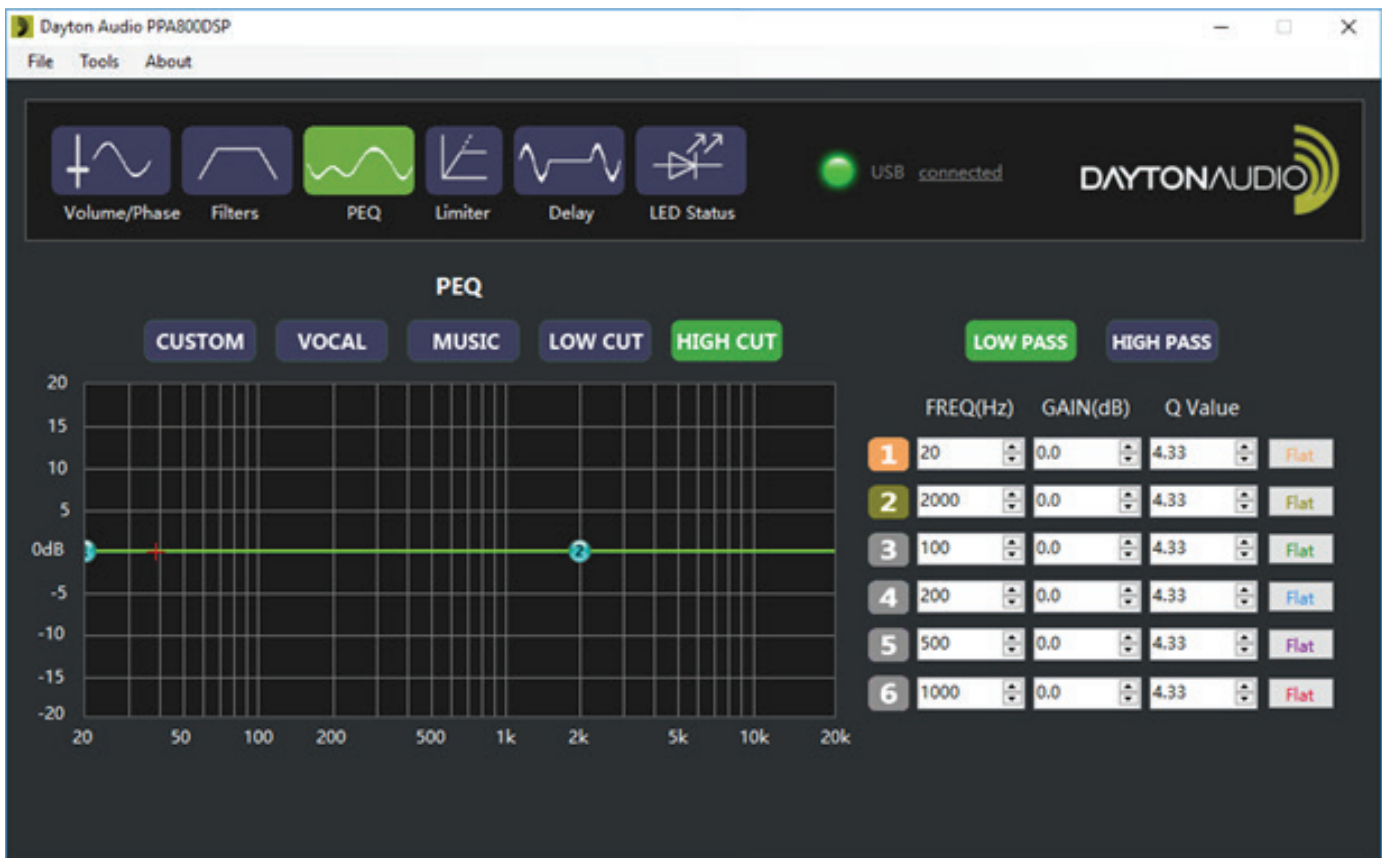 Dayton Audio PPA800DSP
File Tools About
Volume/Phase Filters PEQ Limiter Delay LED Status
USB connected
DAYTON AUDIO
PEQ
CUSTOM VOCAL MUSIC LOW CUT HIGH CUT
LOW PASS HIGH PASS
20
15
10
5
0dB
-5
-10
-15
-20
2
20 50 100 200 500 1k 2k 5k 10k 20k
FREQ(Hz) GAIN(dB) Q Value
1 20 0.0 4.33 Flat
2 2000 0.0 4.33 Flat
3 100 0.0 4.33 Flat
4 200 0.0 4.33 Flat
5 500 0.0 4.33 Flat
6 1000 0.0 4.33 Flat